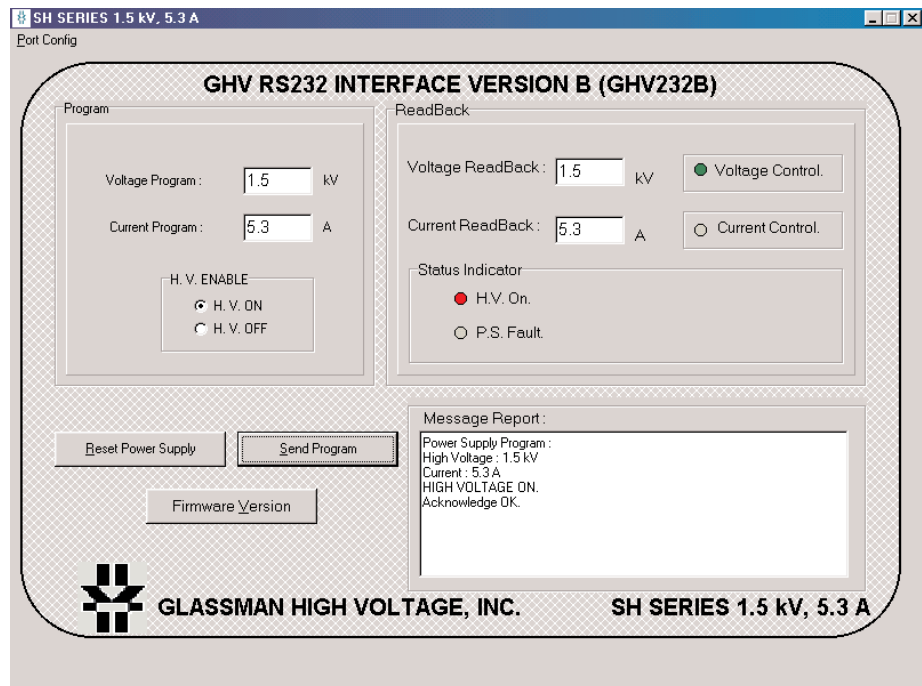 SH SERIES 1.5 kV, 5.3 A
Port Config
GHV RS232 INTERFACE VERSION B (GHV232B)
Program
Voltage Program : 1.5 kV
Current Program : 5.3 A
H. V. ENABLE
H. V. ON
H. V. OFF
ReadBack
Voltage ReadBack : 1.5 kV
Voltage Control.
Current ReadBack : 5.3 A
Current Control.
Status Indicator
H.V. On.
P.S. Fault.
Reset Power Supply
Send Program
Firmware Version
Message Report :
Power Supply Program :
High Voltage : 1.5 kV
Current : 5.3 A
HIGH VOLTAGE ON.
Acknowledge OK.
GLASSMAN HIGH VOLTAGE, INC.
SH SERIES 1.5 kV, 5.3 A